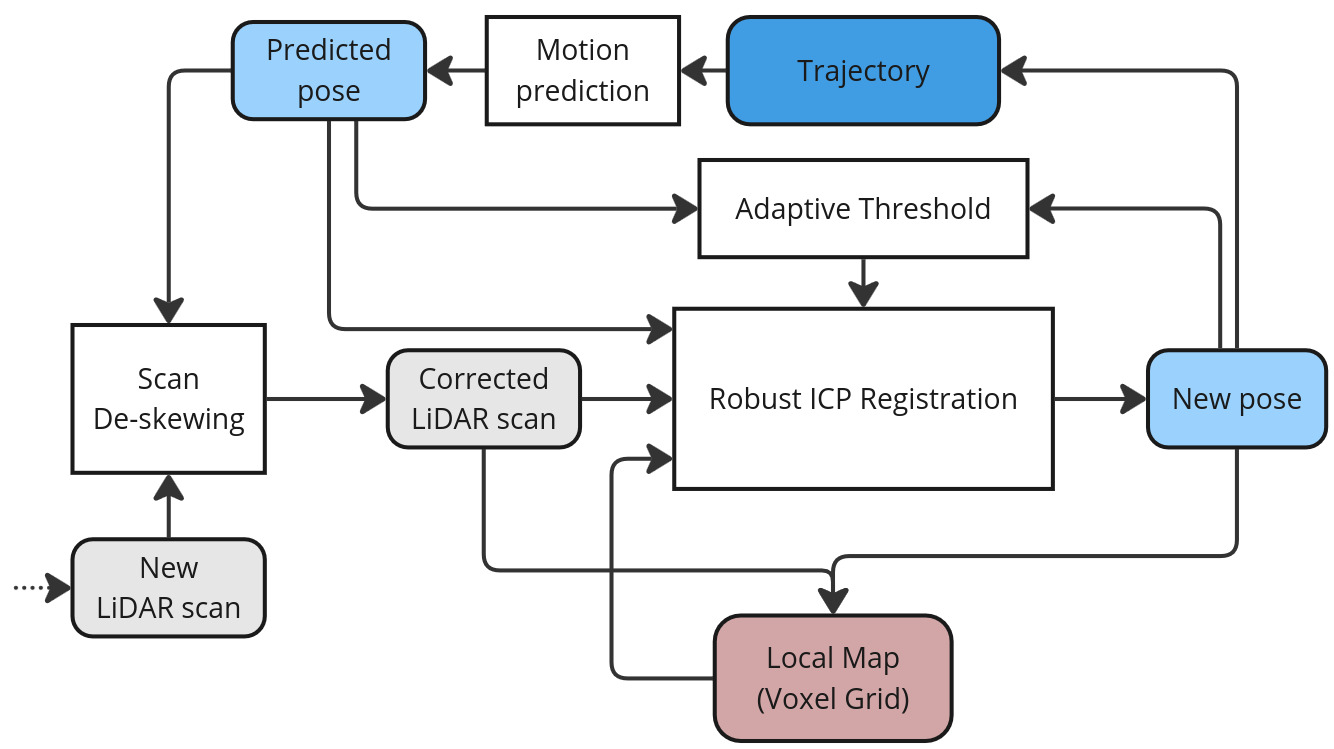 Predicted
pose
Motion
prediction
Trajectory
Adaptive Threshold
Scan
De-skewing
Corrected
LiDAR scan
Robust ICP Registration
New pose
New
LiDAR scan
Local Map
(Voxel Grid)